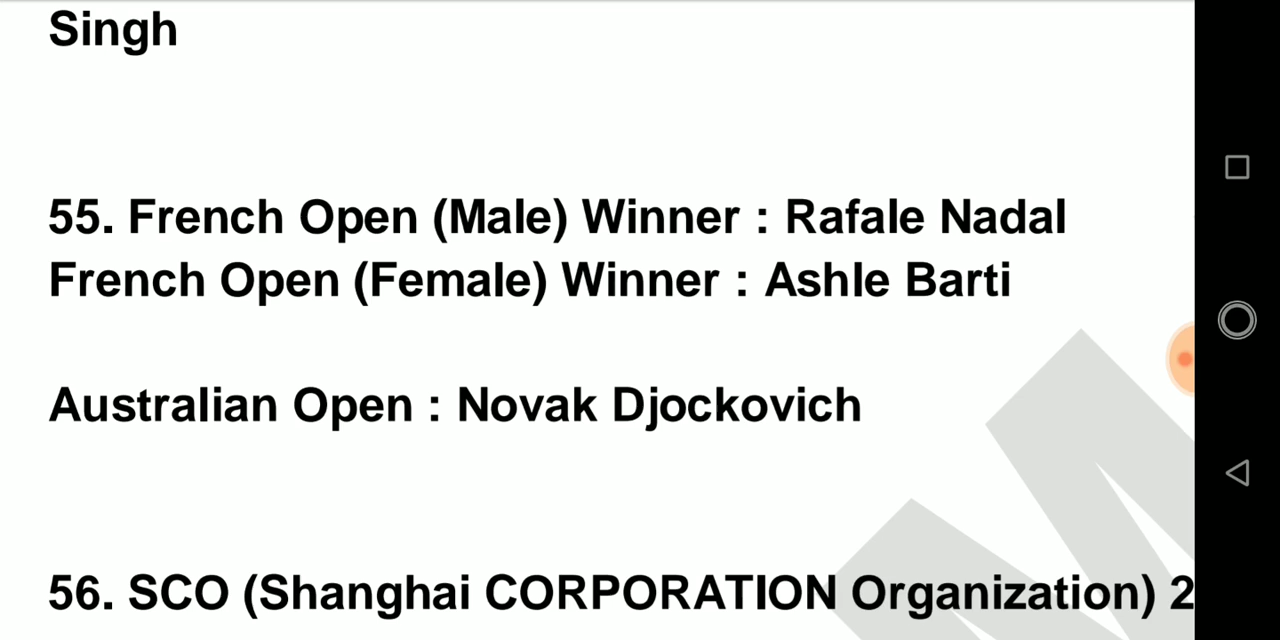 Singh
55. French Open (Male) Winner : Rafale Nadal
French Open (Female) Winner : Ashle Barti
Australian Open : Novak Djockovich
56. SCO (Shanghai CORPORATION Organization) 2